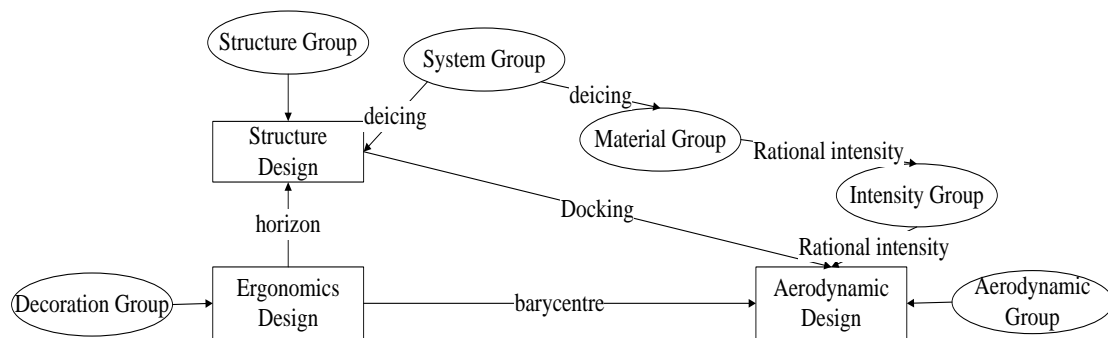 Structure Group
System Group
deicing
deicing
Structure
Design
Material Group
Rational intensity
Intensity Group
Docking
horizon
Rational intensity
Decoration Group
Ergonomics
Design
barycentre
Aerodynamic
Design
Aerodynamic
Group